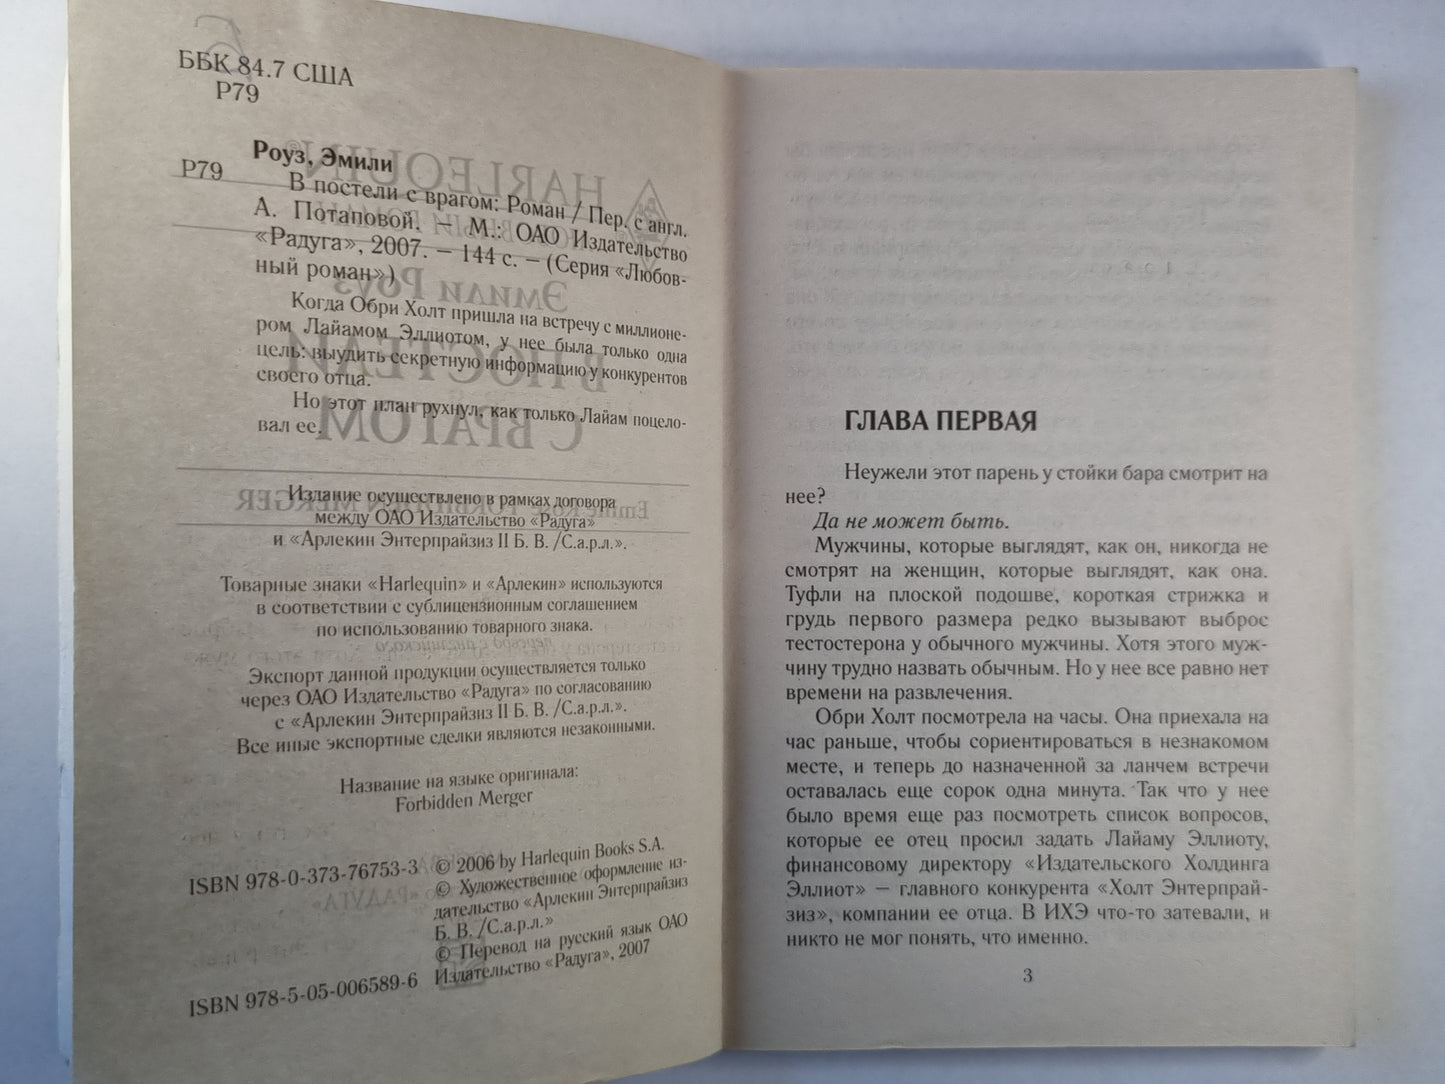 ББК 84.7 США
Р79
Роуз, Эмили
Р79
В постели с врагом: Роман / Пер. с англ.
А. Потаповой. — М.: ОАО Издательство
«Радуга», 2007. — 144 с. — (Серия «Любов-
ный роман»)
Когда Обри Холт пришла на встречу с миллионе-
ром Лайамом Эллиотом, у нее была только одна
цель: выудить секретную информацию у конкурентов
своего отца.
Но этот план рухнул, как только Лайам поцело-
вал ее.
Издание осуществлено в рамках договора
между ОАО Издательство «Радуга»
и «Арлекин Энтерпрайзиз II Б. В. /С.а.р.л.».
Товарные знаки «Harlequin» и «Арлекин» используются
в соответствии с сублицензионным соглашением
по использованию товарного знака.
Экспорт данной продукции осуществляется только
через ОАО Издательство «Радуга» по согласованию
с «Арлекин Энтерпрайзиз II Б. В. /С.а.р.л.».
Все иные экспортные сделки являются незаконными.
Название на языке оригинала:
Forbidden Merger
ISBN 978-0-373-76753-3
© 2006 by Harlequin Books S.A.
© Художественное оформление из-
дательство «Арлекин Энтерпрайзиз
Б. В. /С.а.р.л.»
© Перевод на русский язык ОАО
Издательство «Радуга», 2007
ISBN 978-5-05-006589-6
ГЛАВА ПЕРВАЯ
Неужели этот парень у стойки бара смотрит на
нее?
Да не может быть.
Мужчины, которые выглядят, как он, никогда не
смотрят на женщин, которые выглядят, как она.
Туфли на плоской подошве, короткая стрижка и
грудь первого размера редко вызывают выброс
тестостерона у обычного мужчины. Хотя этого муж-
чину трудно назвать обычным. Но у нее все равно нет
времени на развлечения.
Обри Холт посмотрела на часы. Она приехала на
час раньше, чтобы сориентироваться в незнакомом
месте, и теперь до назначенной за ланчем встречи
оставалась еще сорок одна минута. Так что у нее
было время еще раз посмотреть список вопросов,
которые ее отец просил задать Лайаму Эллиоту,
финансовому директору «Издательского Холдинга
Эллиот» — главного конкурента «Холт Энтерпрай-
зиз», компании ее отца. В ИХЭ что-то затевали, и
никто не мог понять, что именно.
3